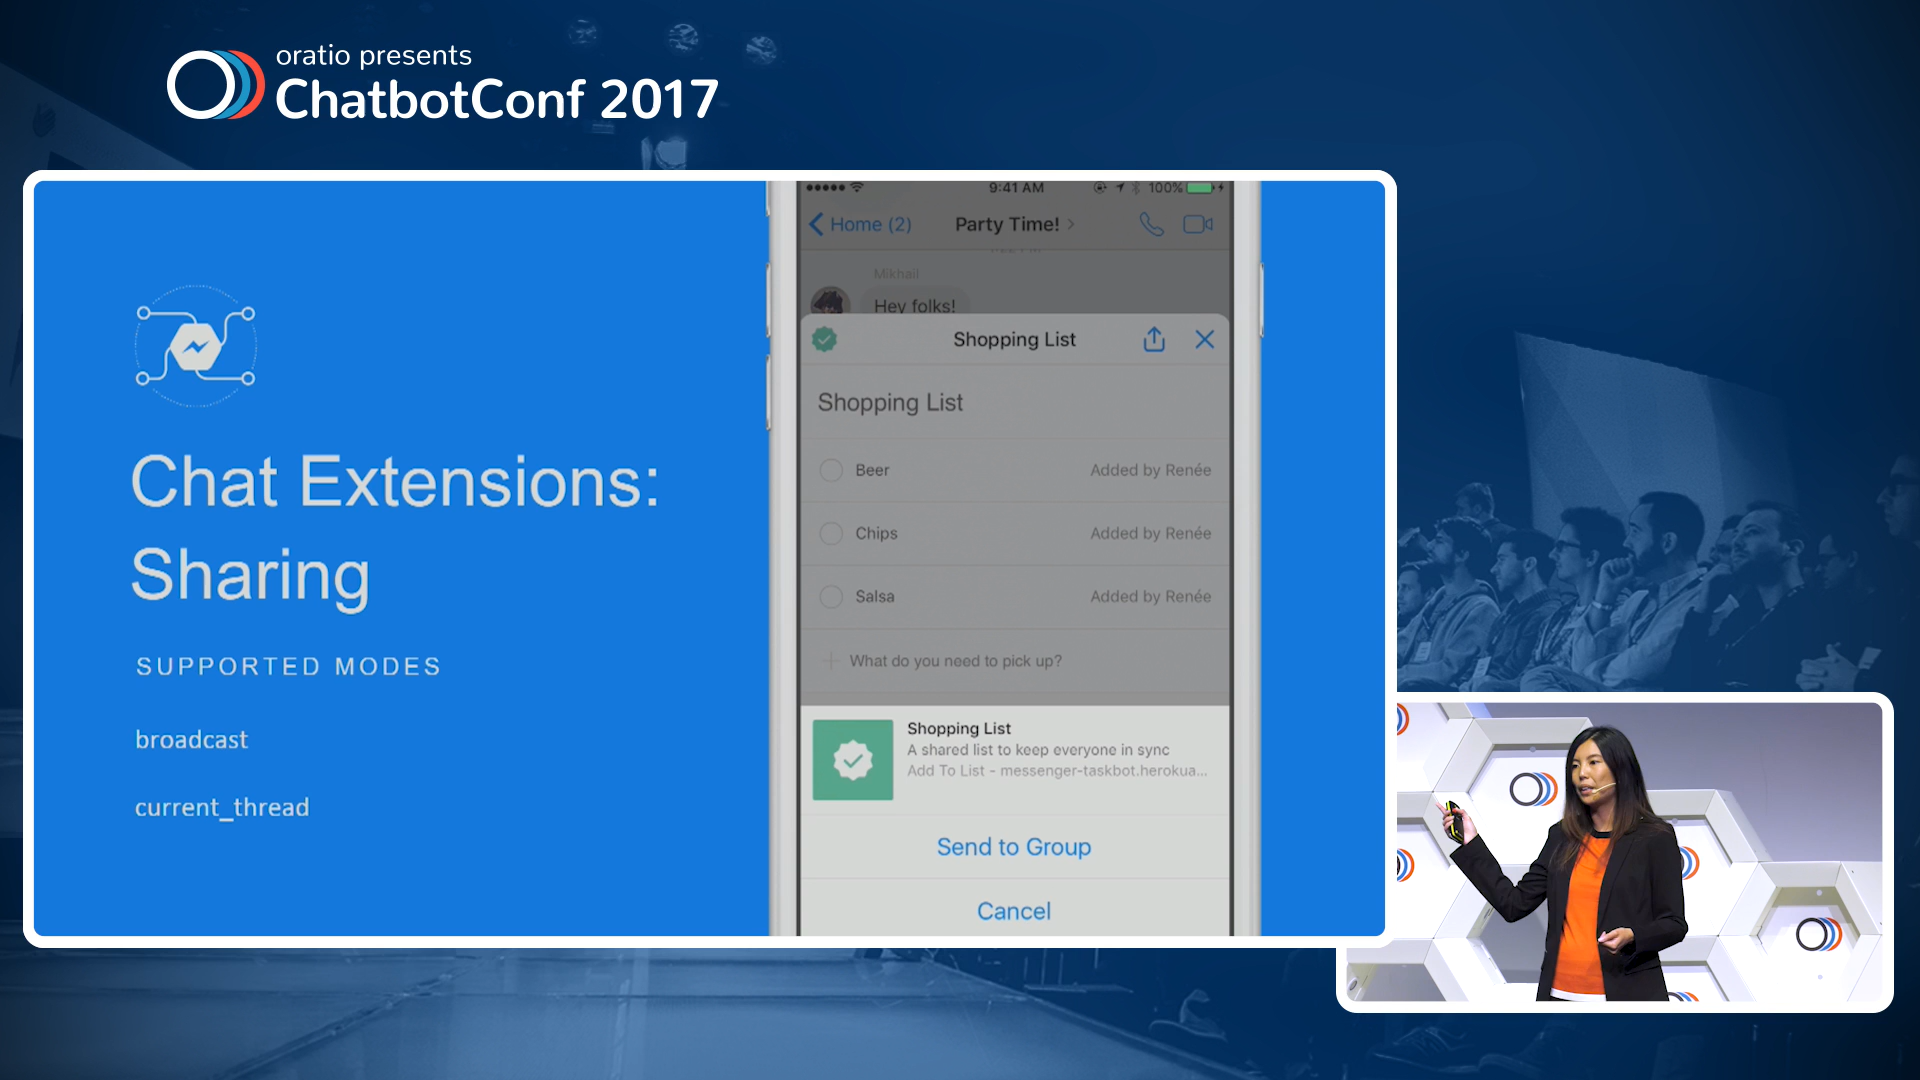 oratio presents
ChatbotConf 2017
Chat Extensions:
Sharing
SUPPORTED MODES
broadcast
current_thread
9:41 AM
100%
Home (2)
Party Time!
Mikhail
Hey folks!
Shopping List
Shopping List
Beer
Added by Renée
Chips
Added by Renée
Salsa
Added by Renée
What do you need to pick up?
Shopping List
A shared list to keep everyone in sync
Add To List - messenger-taskbot.herokua...
Send to Group
Cancel